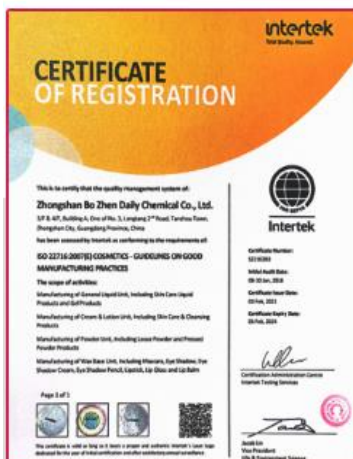 intertek
Total Quality. Assured.
CERTIFICATE
OF REGISTRATION
This is to certify that the quality management system of:
Zhongshan Bo Zhen Daily Chemical Co., Ltd.
Zhongshan City, Guangdong Province, China
has been assessed by Intertek as conforming to the requirements of:
ISO 22716:2007(E) COSMETICS - GUIDELINES ON GOOD
MANUFACTURING PRACTICES
The scope of activities:
Manufacturing of General Liquid Unit, Including Skin Care Liquid
Products and Gel Products
Manufacturing of Cream & Lotion Unit, Including Skin Care & Cleansing
Products
Manufacturing of Powder Unit, Including Loose Powder and Pressed
Powder Products
Manufacturing of Wax Base Unit, Including Mascara, Eye Shadow, Eye
Shadow Cream, Eye Shadow Pencil, Lipstick, Lip Gloss and Lip Balm
Page 1 of 1
Intertek
Certificate Number:
Initial Audit Date:
Certificate Issue Date:
Certificate Expiry Date:
Certification Administration Centre
Intertek Testing Services
Vice President